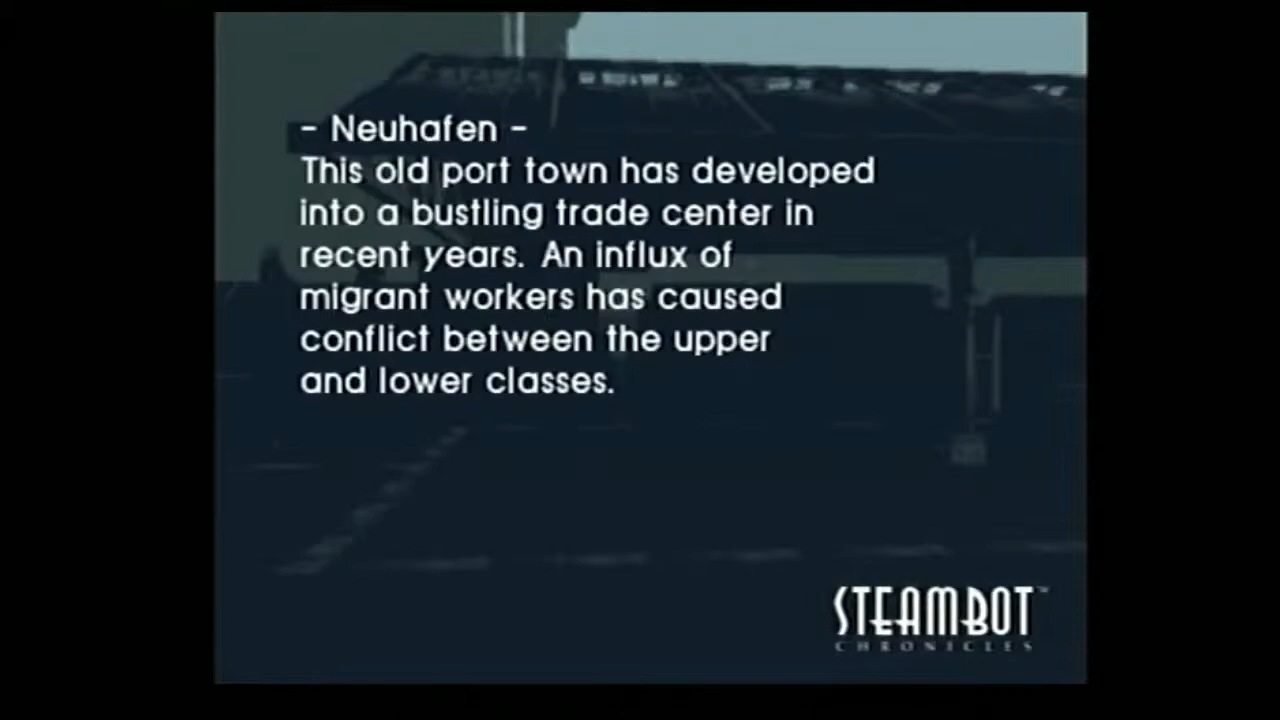 - Neuhafen -
This old port town has developed
into a bustling trade center in
recent years. An influx of
migrant workers has caused
conflict between the upper
and lower classes.
STEAMBOT™
CHRONICLES